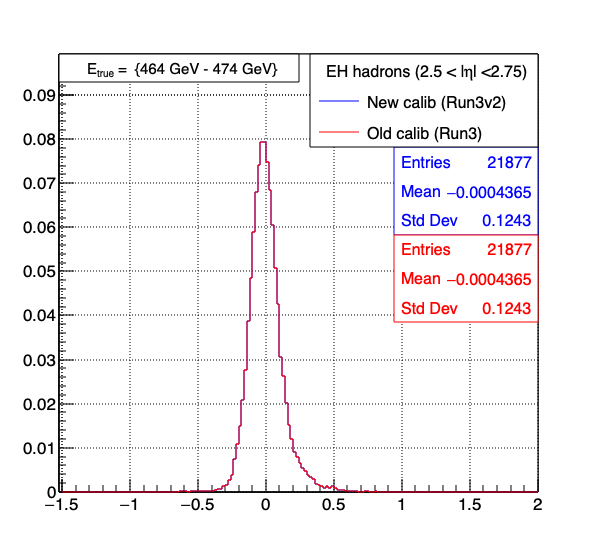 E_true = {464 GeV - 474 GeV}
EH hadrons (2.5 < |η| <2.75)
New calib (Run3v2)
Old calib (Run3)
Entries 21877
Mean −0.0004365
Std Dev 0.1243
Entries 21877
Mean −0.0004365
Std Dev 0.1243
0.09
0.08
0.07
0.06
0.05
0.04
0.03
0.02
0.01
0
−1.5 −1 −0.5 0 0.5 1 1.5 2